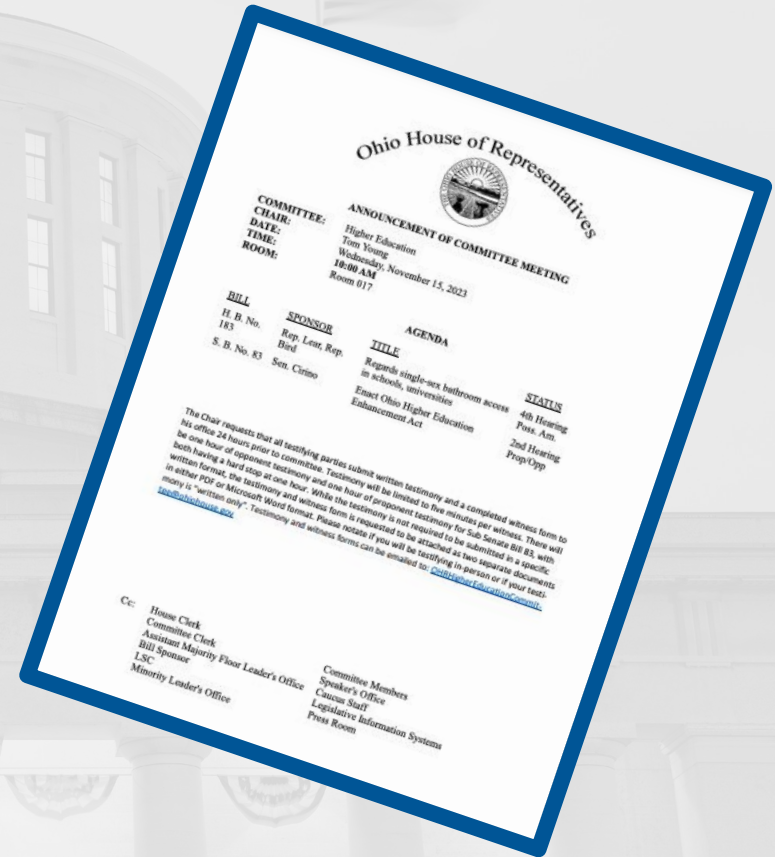 Ohio House of Representatives
ANNOUNCEMENT OF COMMITTEE MEETING
COMMITTEE: Higher Education
CHAIR: Tom Young
DATE: Wednesday, November 15, 2023
TIME: 10:00 AM
ROOM: Room 017
AGENDA
BILL SPONSOR TITLE STATUS
H. B. No. Rep. Lear, Rep. Regards single-sex bathroom access 4th Hearing
183 Bird in schools, universities Poss. Am.
S. B. No. 83 Sen. Cirino Enact Ohio Higher Education 2nd Hearing
Enhancement Act Prop/Opp
The Chair requests that all testifying parties submit written testimony and a completed witness form to
his office 24 hours prior to committee. Testimony will be limited to five minutes per witness. There will
be one hour of opponent testimony and one hour of proponent testimony for Sub Senate Bill 83, with
both having a hard stop at one hour. While the testimony is not required to be submitted in a specific
written format, the testimony and witness form is requested to be attached as two separate documents
in either PDF or Microsoft Word format. Please notate if you will be testifying in-person or if your testi-
mony is "written only". Testimony and witness forms can be emailed to: OHRHigherEducationCommit-
tee@ohiohouse.gov
Cc:
House Clerk
Committee Clerk
Assistant Majority Floor Leader's Office
Bill Sponsor
LSC
Minority Leader's Office
Committee Members
Speaker's Office
Caucus Staff
Legislative Information Systems
Press Room